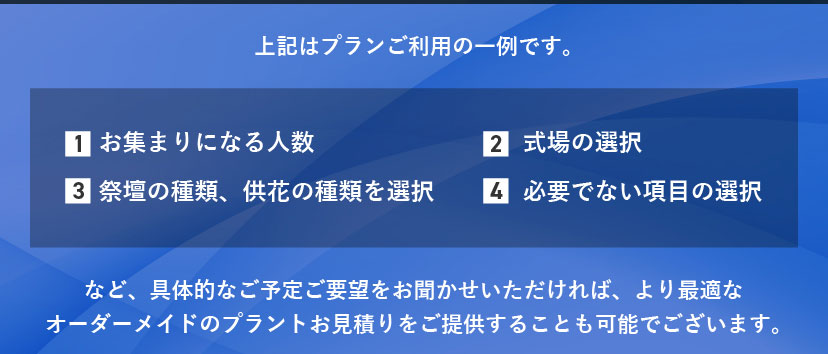 上記はプランご利用の一例です。
1 お集まりになる人数
2 式場の選択
3 祭壇の種類、供花の種類を選択
4 必要でない項目の選択
など、具体的なご予定ご要望をお聞かせいただければ、より最適な
オーダーメイドのプラントお見積りをご提供することも可能でございます。